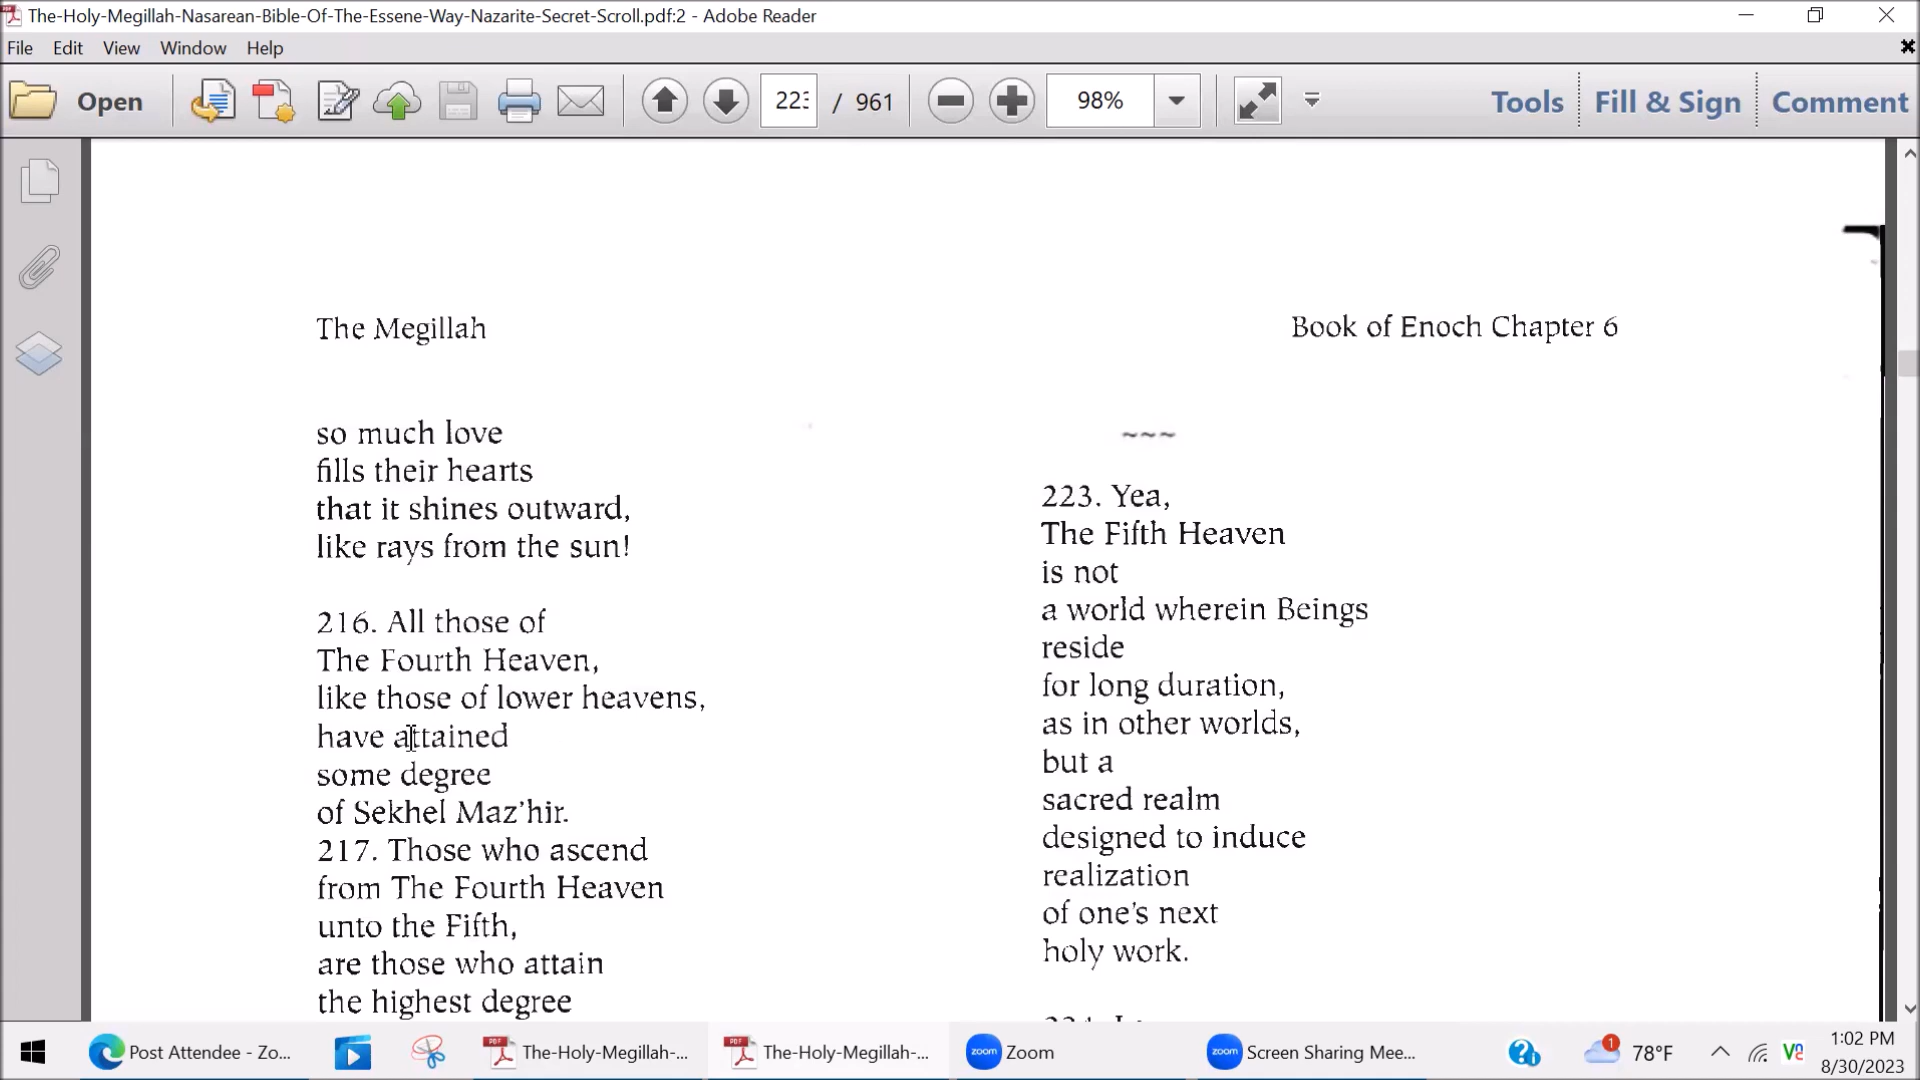 The-Holy-Megillah-Nasarean-Bible-Of-The-Essene-Way-Nazarite-Secret-Scroll.pdf:2 - Adobe Reader
File Edit View Window Help
Open 223 / 961 98% Tools Fill & Sign Comment
The Megillah
Book of Enoch Chapter 6
so much love
fills their hearts
that it shines outward,
like rays from the sun!
216. All those of
The Fourth Heaven,
like those of lower heavens,
have attained
some degree
of Sekhel Maz'hir.
217. Those who ascend
from The Fourth Heaven
unto the Fifth,
are those who attain
the highest degree
~~~
223. Yea,
The Fifth Heaven
is not
a world wherein Beings
reside
for long duration,
as in other worlds,
but a
sacred realm
designed to induce
realization
of one's next
holy work.
Post Attendee - Zo... The-Holy-Megillah-... The-Holy-Megillah-... zoom Zoom zoom Screen Sharing Mee... 1 78°F 1:02 PM
8/30/2023